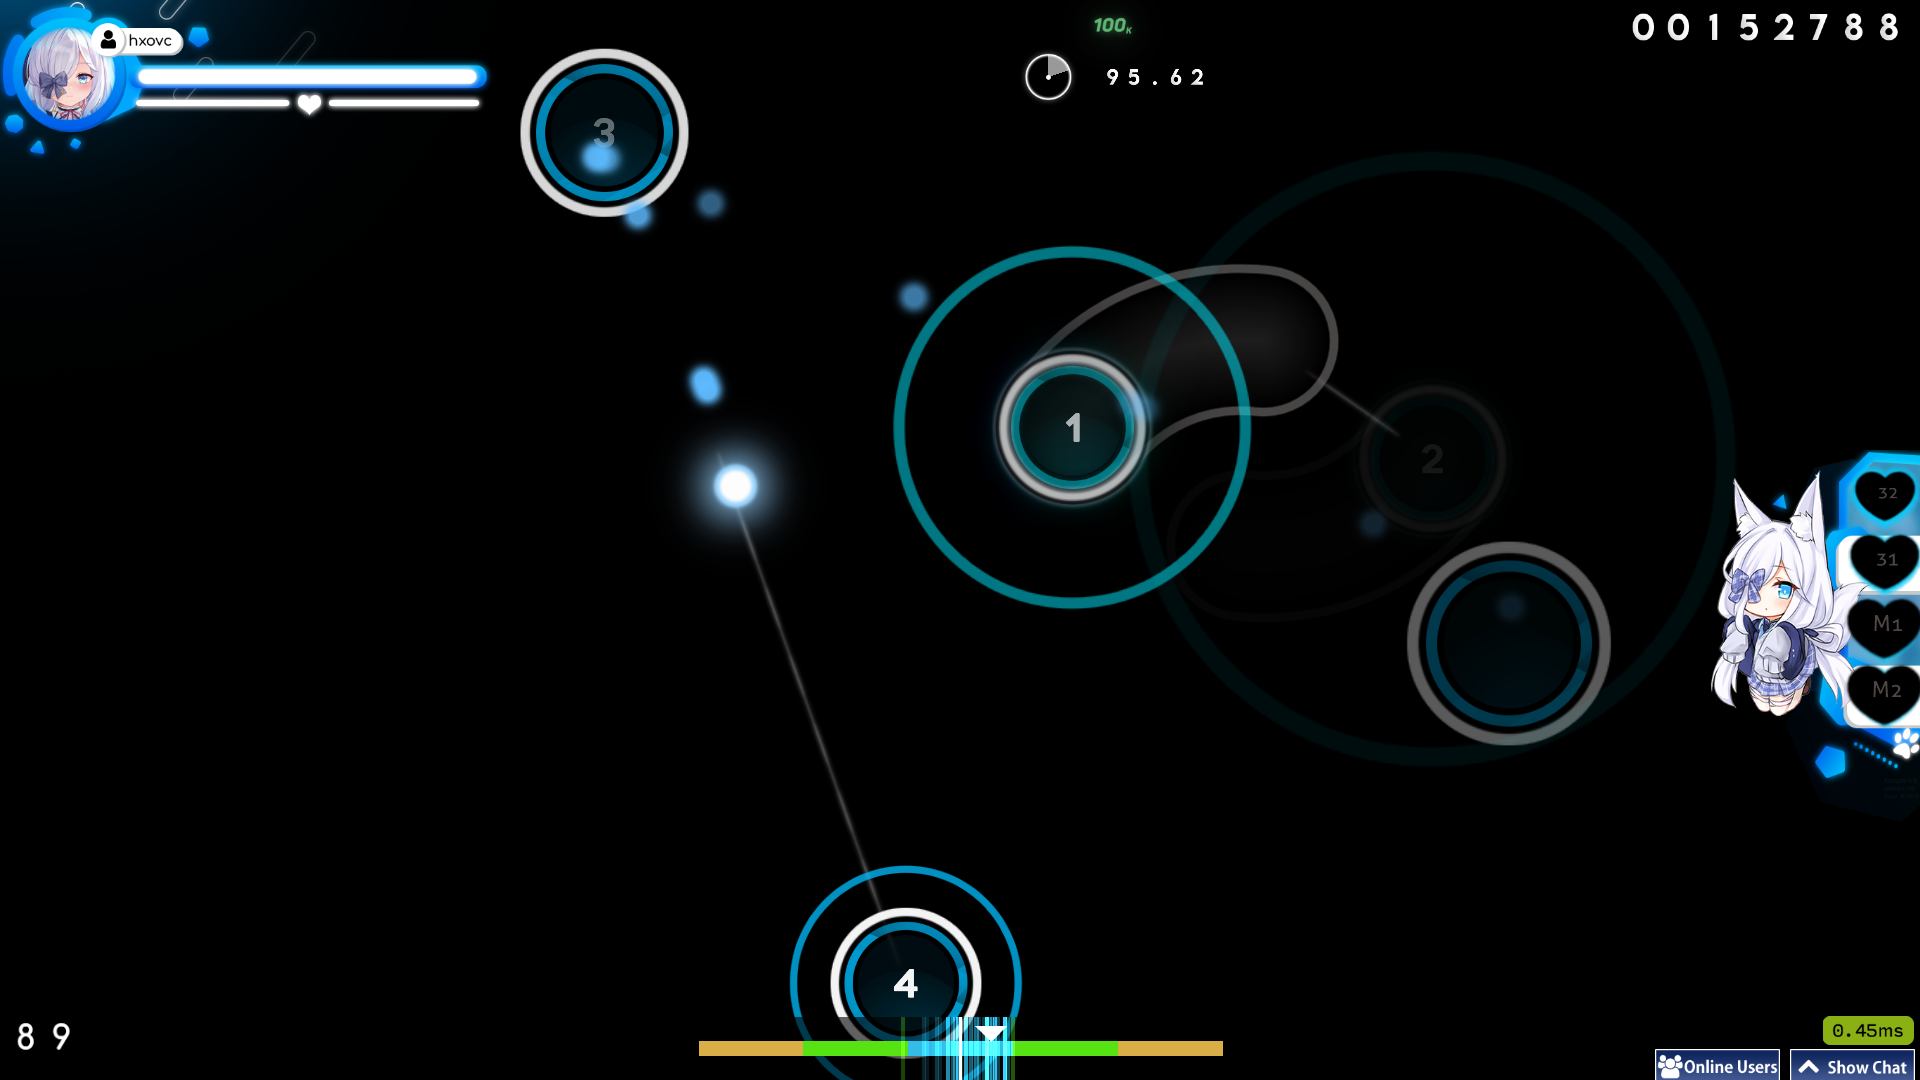 hxovc
100K
00152788
95.62
3
1
2
4
32
31
M1
M2
89
0.45ms
Online Users
Show Chat